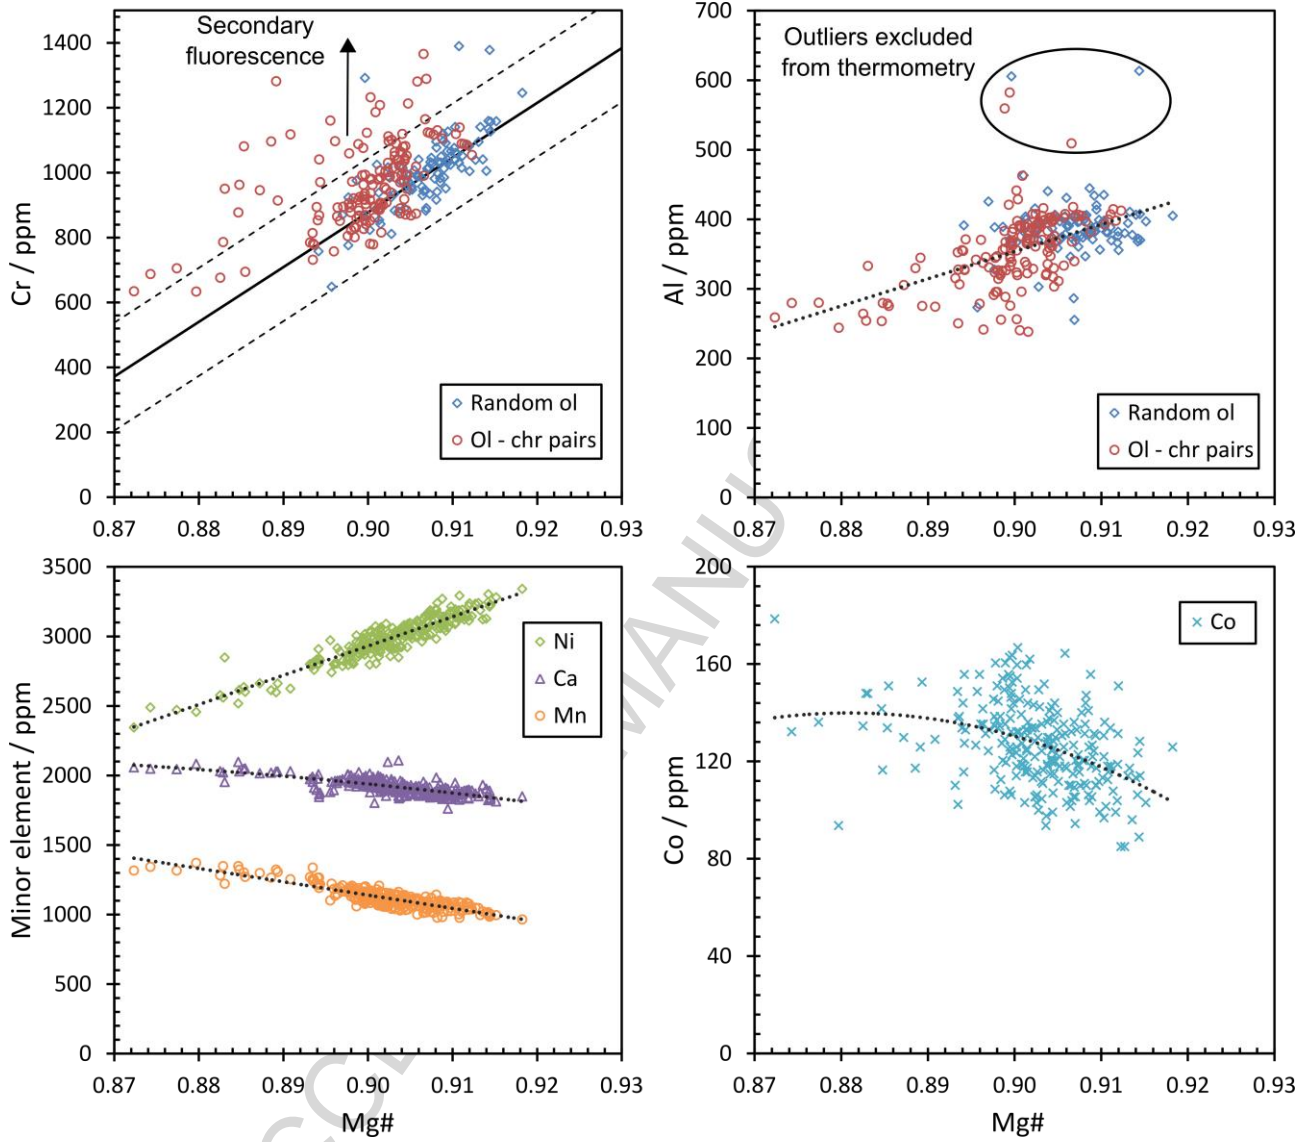 Secondary
fluorescence
Cr / ppm
1400
1200
1000
800
600
400
200
0
Random ol
Ol - chr pairs
0.87 0.88 0.89 0.90 0.91 0.92 0.93
Outliers excluded
from thermometry
Al / ppm
700
600
500
400
300
200
100
0
Random ol
Ol - chr pairs
0.87 0.88 0.89 0.90 0.91 0.92 0.93
Minor element / ppm
3500
3000
2500
2000
1500
1000
500
0
Ni
Ca
Mn
0.87 0.88 0.89 0.90 0.91 0.92 0.93
Mg#
Co / ppm
200
160
120
80
40
0
Co
0.87 0.88 0.89 0.90 0.91 0.92 0.93
Mg#